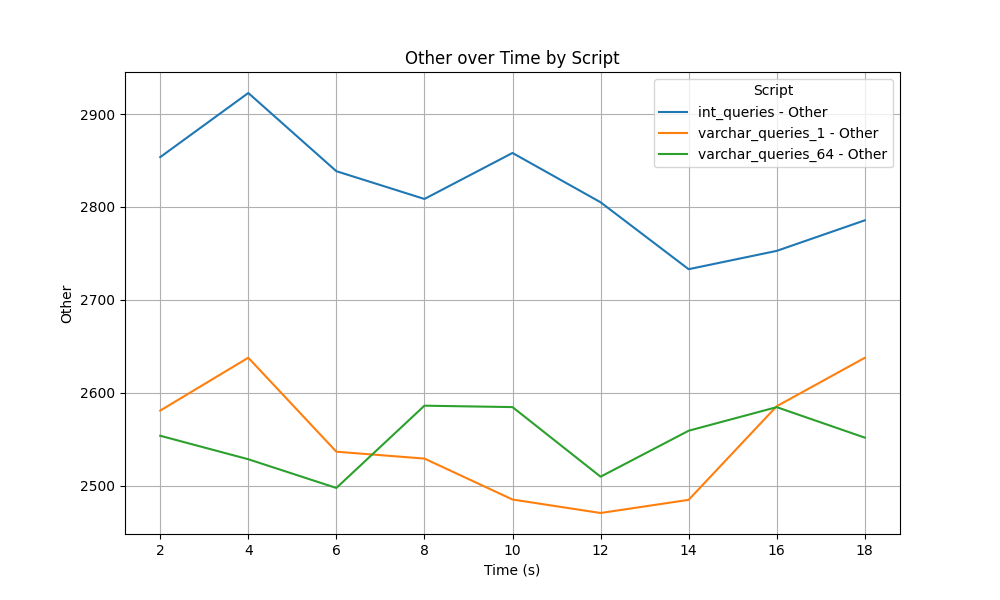 Other over Time by Script
Script
int_queries - Other
varchar_queries_1 - Other
varchar_queries_64 - Other
2900
2800
2700
2600
2500
Other
2 4 6 8 10 12 14 16 18
Time (s)